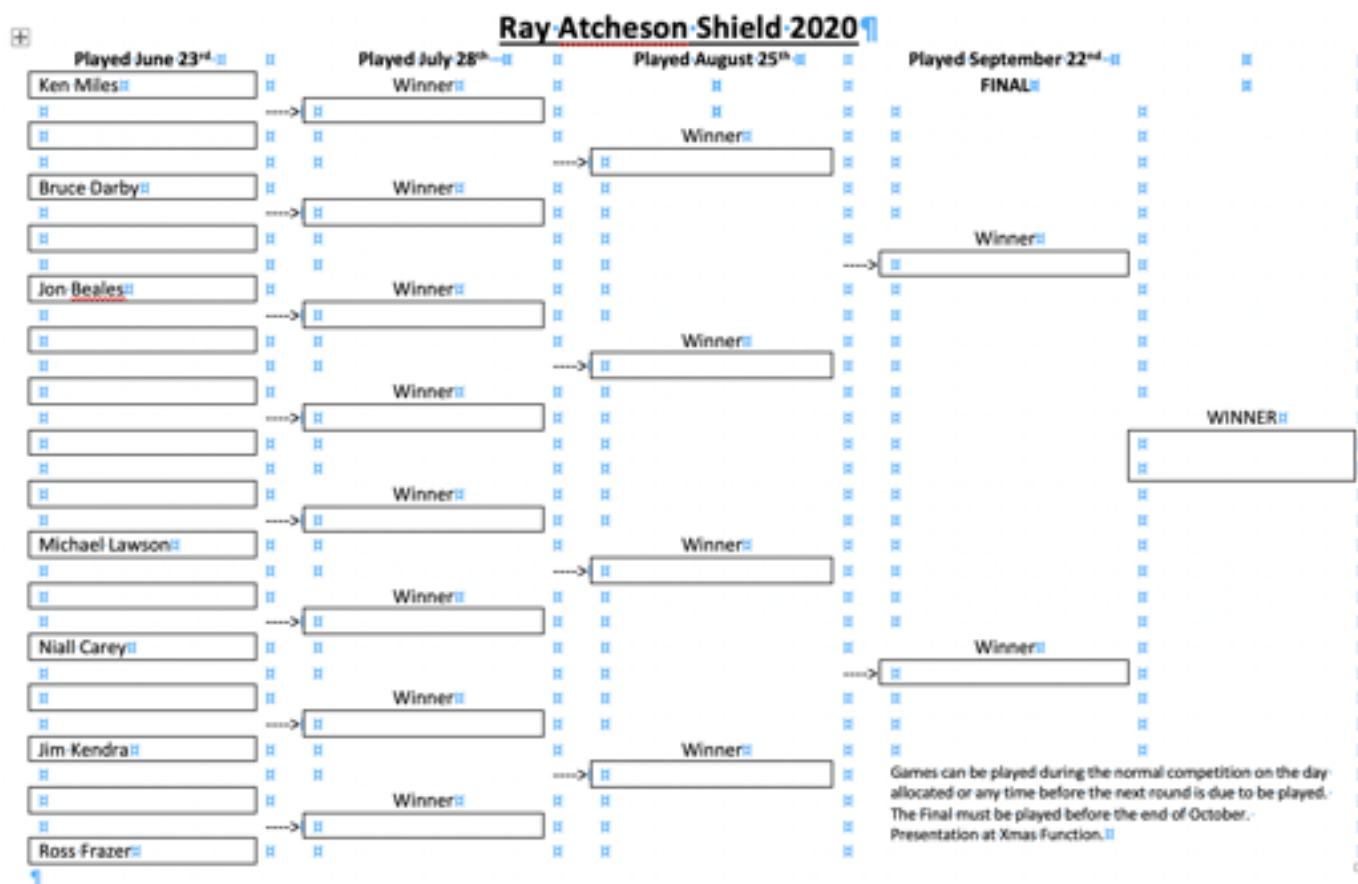 Ray Atcheson Shield 2020
Played June 23rd Played July 28th Played August 25th Played September 22nd
Ken Miles Winner FINAL
---->
Winner
---->
Bruce Darby Winner
---->
Winner
---->
Jon Beales Winner
---->
Winner
---->
Winner
----> WINNER
Winner
---->
Michael Lawson Winner
---->
Winner
---->
Niall Carey Winner
---->
Winner
---->
Jim Kendra Winner
---->
Games can be played during the normal competition on the day
allocated or any time before the next round is due to be played.
The Final must be played before the end of October.
Presentation at Xmas Function.
Winner
---->
Ross Frazer